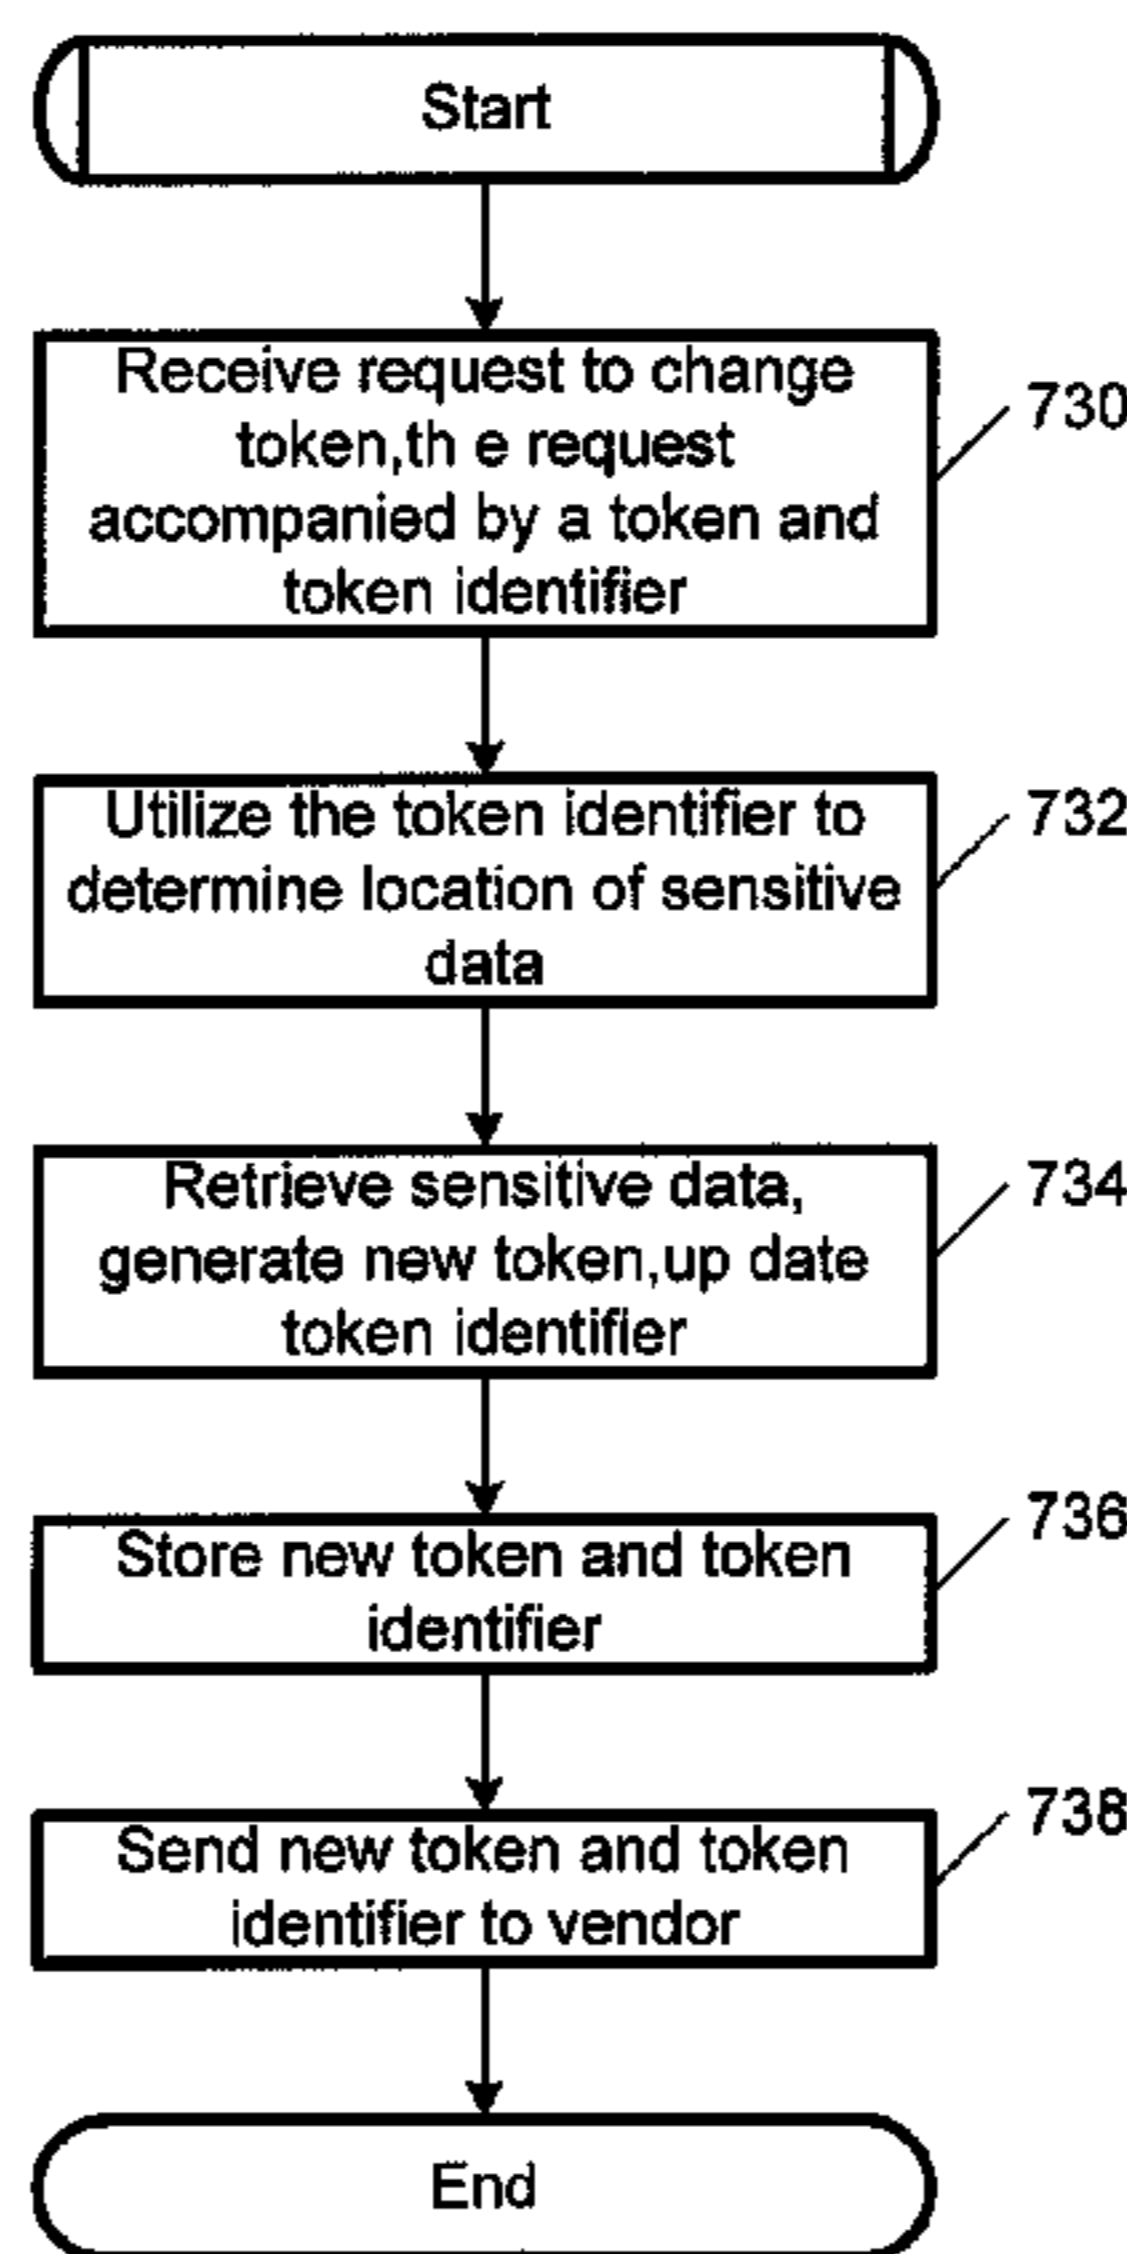 Start
Receive request to change
token,th e request
accompanied by a token and
token identifier
730
Utilize the token identifier to
determine location of sensitive
data
732
Retrieve sensitive data,
generate new token,up date
token identifier
734
Store new token and token
identifier
736
Send new token and token
identifier to vendor
738
End